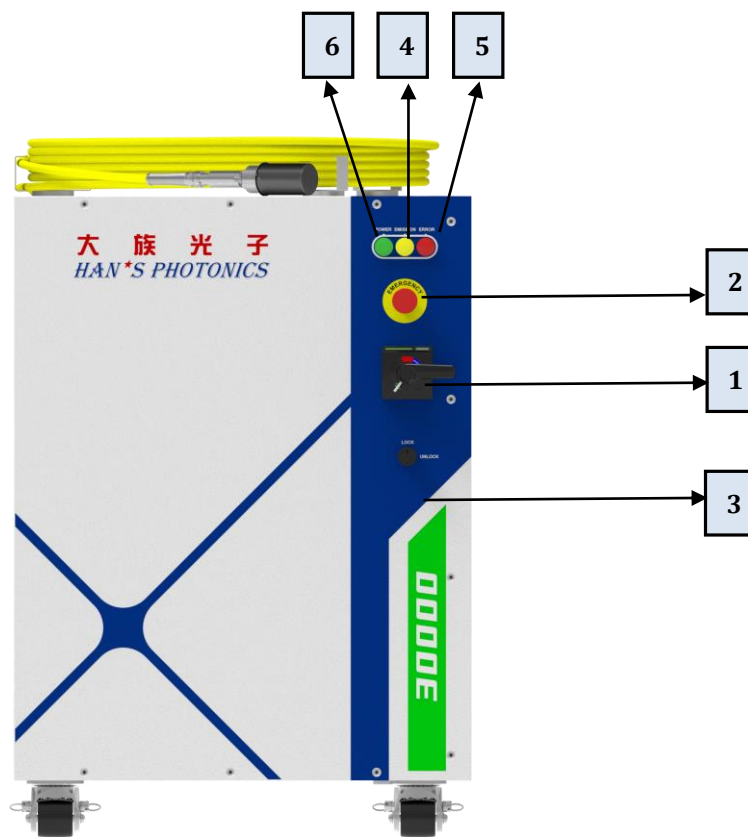 6 4 5
POWER EMISSION ERROR
大族光子
HAN★S PHOTONICS
EMERGENCY
2
1
LOCK
UNLOCK
3
30000